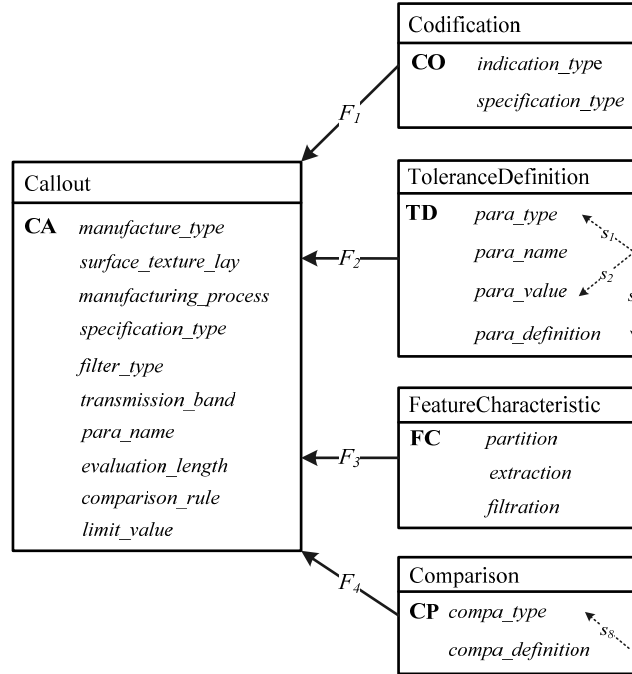 Codification
CO indication_type
specification_type
F1
Callout
CA manufacture_type
surface_texture_lay
manufacturing_process
specification_type
filter_type
transmission_band
para_name
evaluation_length
comparison_rule
limit_value
ToleranceDefinition
TD para_type
s1
para_name
F2
s2
para_value
s
para_definition
FeatureCharacteristic
FC partition
F3
extraction
filtration
Comparison
F4
CP compa_type
s8
compa_definition